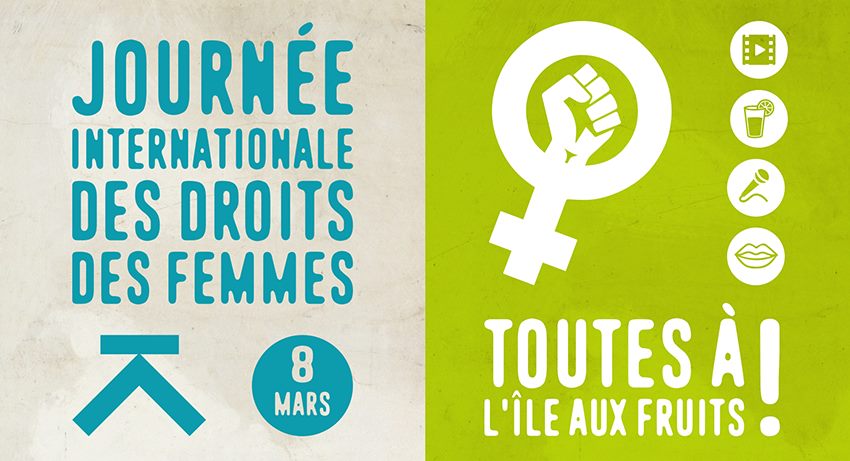 JOURNÉE
INTERNATIONALE
DES DROITS
DES FEMMES
8
MARS
TOUTES À
L'ÎLE AUX FRUITS !